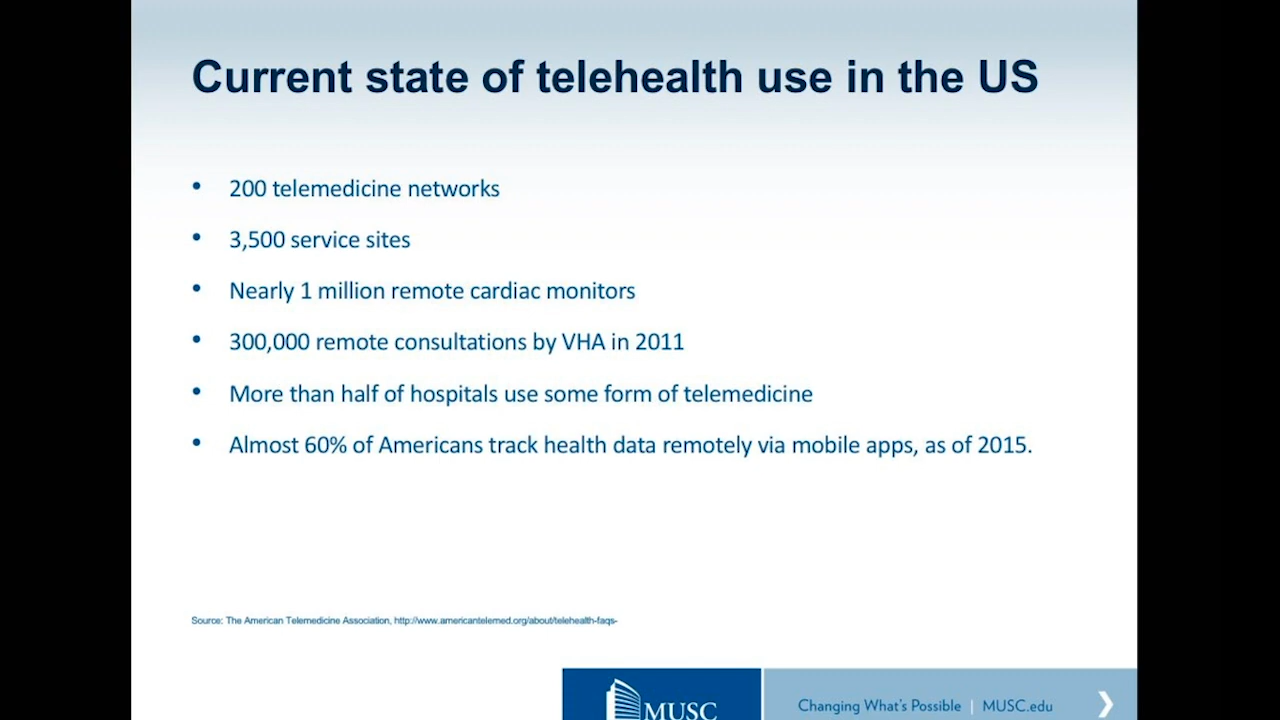 Current state of telehealth use in the US
• 200 telemedicine networks
• 3,500 service sites
• Nearly 1 million remote cardiac monitors
• 300,000 remote consultations by VHA in 2011
• More than half of hospitals use some form of telemedicine
• Almost 60% of Americans track health data remotely via mobile apps, as of 2015.
Source: The American Telemedicine Association, http://www.americantelemed.org/about/telehealth-faqs-
MUSC
Changing What's Possible | MUSC.edu